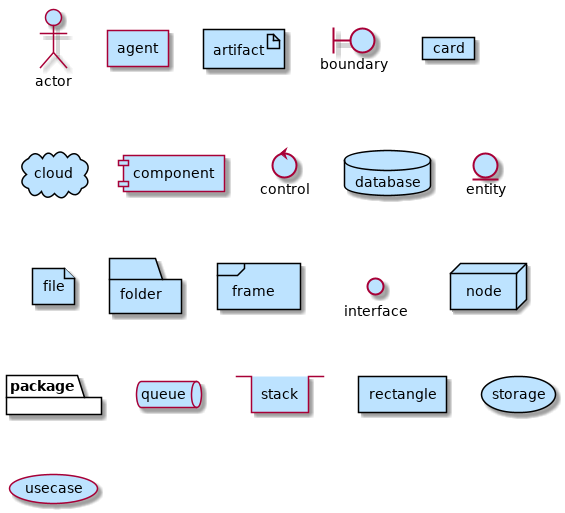 actor
agent
artifact
boundary
card
cloud
component
control
database
entity
file
folder
frame
interface
node
package
queue
stack
rectangle
storage
usecase